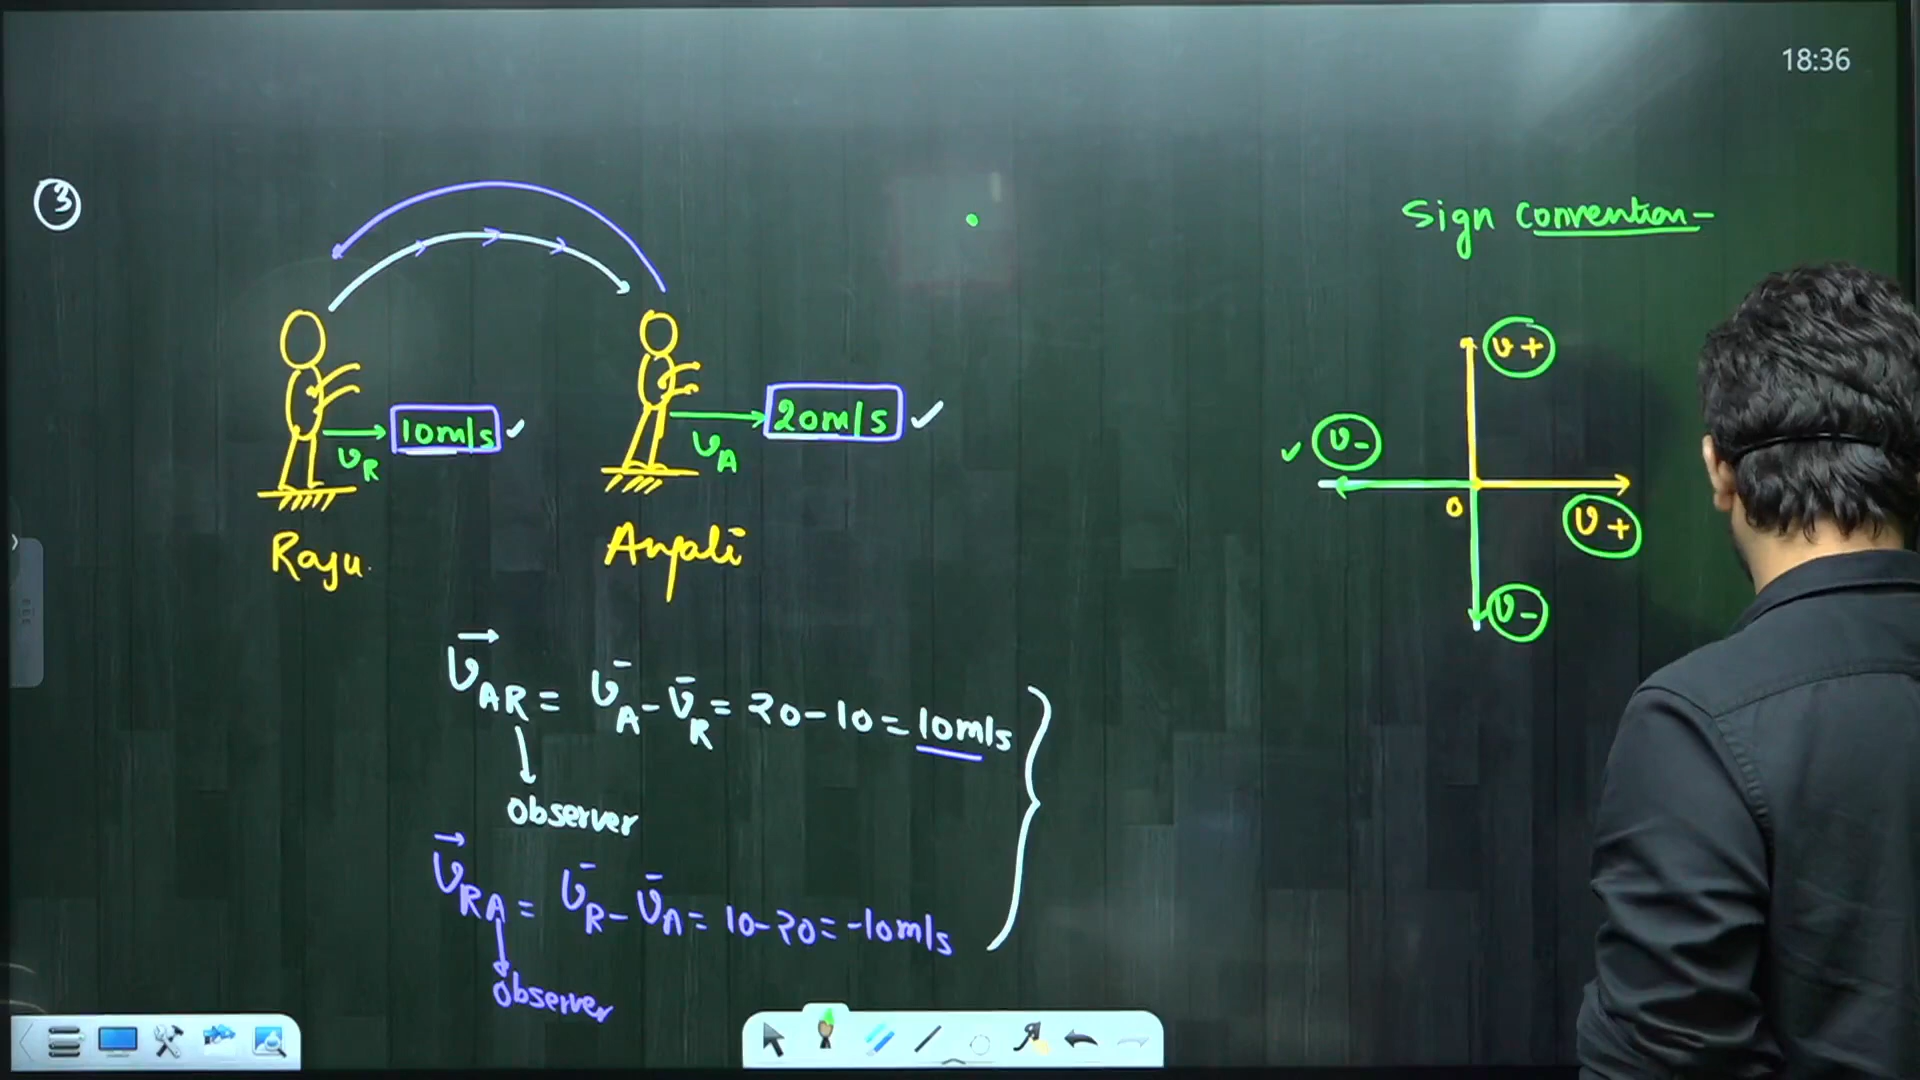 18:36
3
Sign convention-
v+
v-
0
v+
v-
10m/s
vR
20m/s
vA
Raju.
Anjali
vAR = vA - vR = 20-10 = 10m/s
observer
vRA = vR - vA = 10-20 = -10m/s
observer